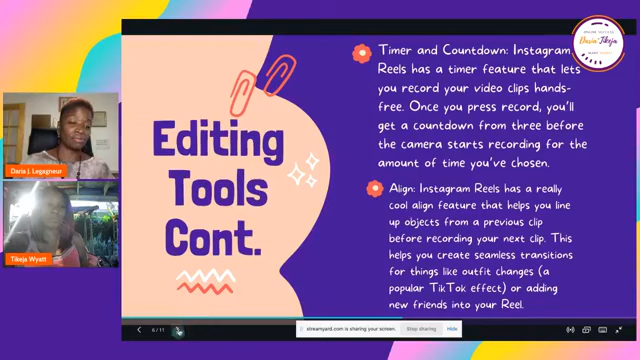 Timer and Countdown: Instagram
Reels has a timer feature that lets
you record your video clips hands-
free. Once you press record, you'll
get a countdown from three before
the camera starts recording for the
amount of time you've chosen.
Daria Tikeja
Editing
Tools
Cont.
Align: Instagram Reels has a really
cool align feature that helps you line
up objects from a previous clip
before recording your next clip. This
helps you create seamless transitions
for things like outfit changes (a
popular TikTok effect) or adding
new friends into your Reel.
Daria J. Legagneur
Tikeja Wyatt
6 / 11
streamyard.com is sharing your screen.
Stop sharing
Hide